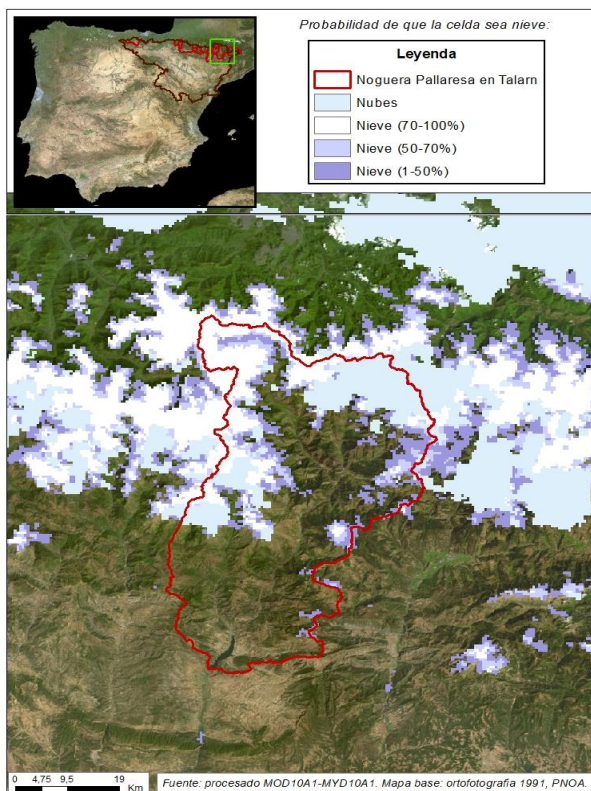 Probabilidad de que la celda sea nieve:
Leyenda
Noguera Pallaresa en Talarn
Nubes
Nieve (70-100%)
Nieve (50-70%)
Nieve (1-50%)
0 4,75 9,5 19
Km
Fuente: procesado MOD10A1-MYD10A1. Mapa base: ortofotografía 1991, PNOA.